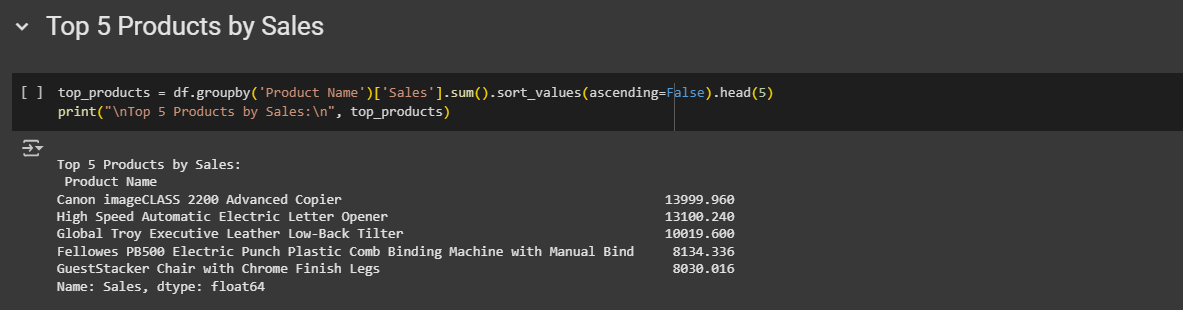 Top 5 Products by Sales
[ ] top_products = df.groupby('Product Name')['Sales'].sum().sort_values(ascending=False).head(5)
print("\nTop 5 Products by Sales:\n", top_products)
Top 5 Products by Sales:
Product Name
Canon imageCLASS 2200 Advanced Copier 13999.960
High Speed Automatic Electric Letter Opener 13100.240
Global Troy Executive Leather Low-Back Tilter 10019.600
Fellowes PB500 Electric Punch Plastic Comb Binding Machine with Manual Bind 8134.336
GuestStacker Chair with Chrome Finish Legs 8030.016
Name: Sales, dtype: float64